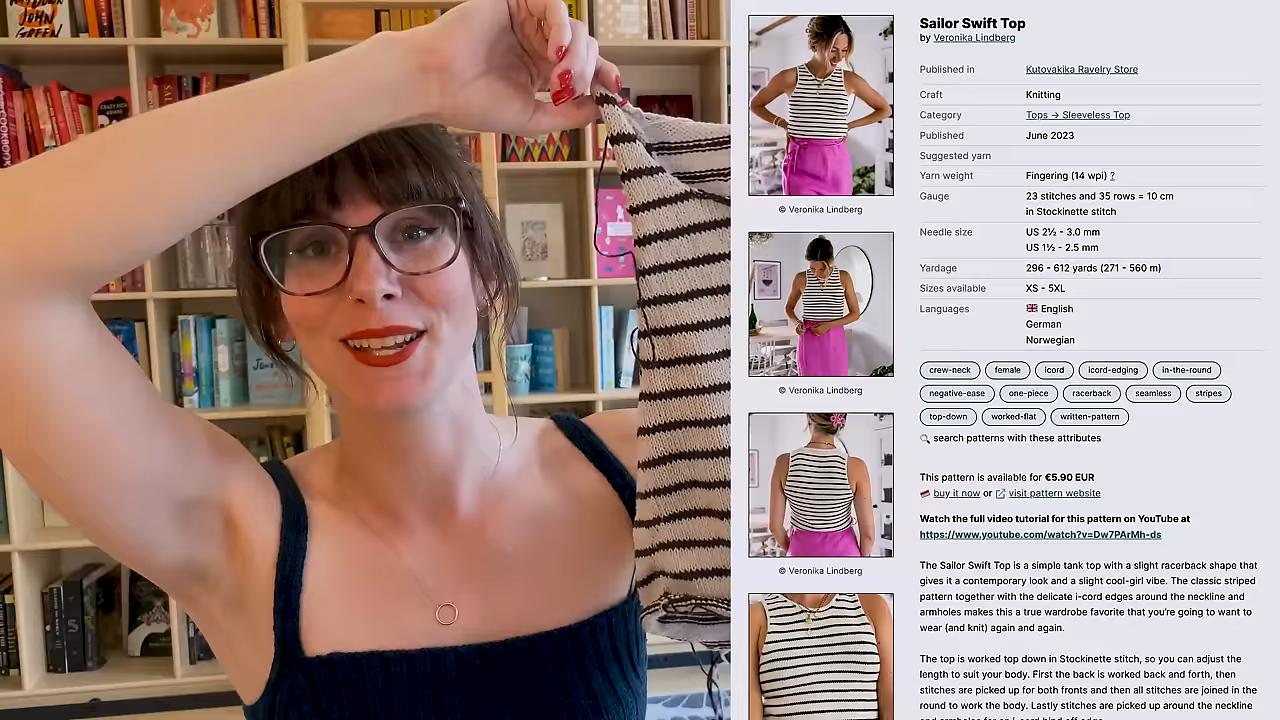 JOHN
GREEN
CRAZY RICH
ASIANS
Sailor Swift Top
by Veronika Lindberg
Published in Kutovakika Ravelry Store
Craft Knitting
Category Tops → Sleeveless Top
Published June 2023
Suggested yarn
Yarn weight Fingering (14 wpi) ?
Gauge 23 stitches and 35 rows = 10 cm
in Stockinette stitch
Needle size US 2½ - 3.0 mm
US 1½ - 2.5 mm
Yardage 296 - 612 yards (271 - 560 m)
Sizes available XS - 5XL
Languages English
German
Norwegian
crew-neck female icord icord-edging in-the-round
negative-ease one-piece racerback seamless stripes
top-down worked-flat written-pattern
search patterns with these attributes
This pattern is available for €5.90 EUR
buy it now or visit pattern website
Watch the full video tutorial for this pattern on YouTube at
https://www.youtube.com/watch?v=Dw7PArMh-ds
The Sailor Swift Top is a simple tank top with a slight racerback shape that
gives it a contemporary look and a slight cool-girl vibe. The classic striped
pattern together with the delicate i-cord edges around the neckline and
armholes makes this a true wardrobe favorite that you're going to want to
wear (and knit) again and again.
The top is worked top down in Stockinette stitch, so you can adjust the
length to suit your body. First the back is worked back and forth, then
stitches are picked up for both fronts and then all stitches are joined in the
round to work the body. Lastly stitches are picked up around the neckline
© Veronika Lindberg
© Veronika Lindberg
© Veronika Lindberg